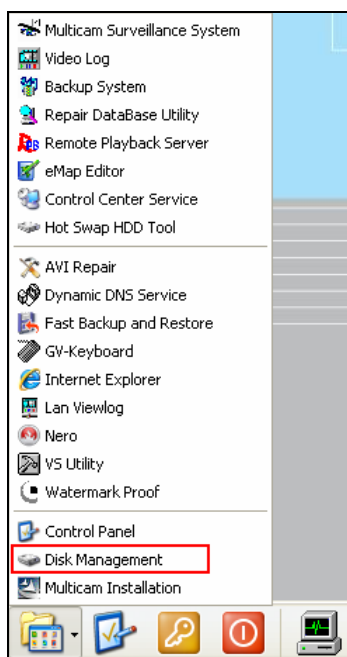 Multicam Surveillance System
Video Log
Backup System
Repair DataBase Utility
Remote Playback Server
eMap Editor
Control Center Service
Hot Swap HDD Tool
AVI Repair
Dynamic DNS Service
Fast Backup and Restore
GV-Keyboard
Internet Explorer
Lan Viewlog
Nero
VS Utility
Watermark Proof
Control Panel
Disk Management
Multicam Installation